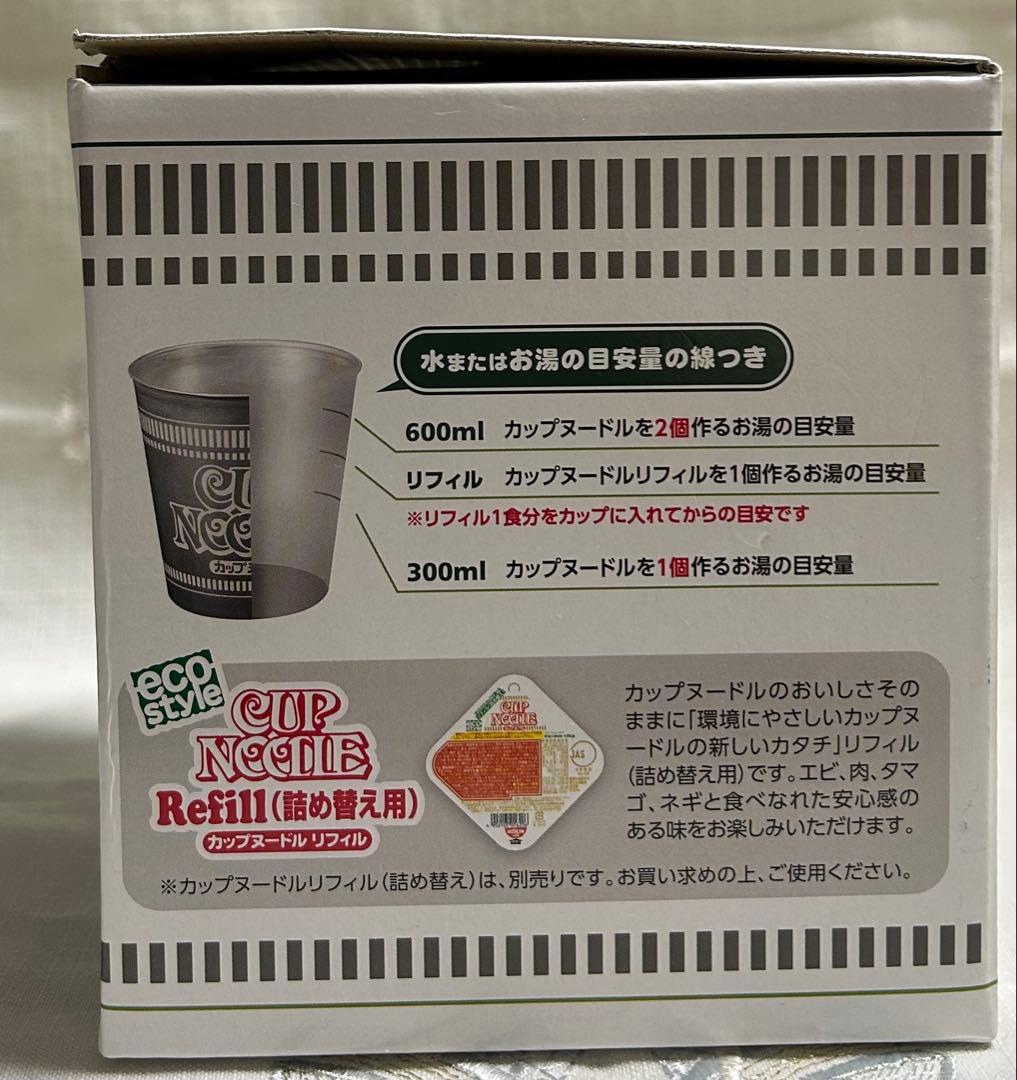 水またはお湯の目安量の線つき
600ml カップヌードルを2個作るお湯の目安量
リフィル カップヌードルリフィルを1個作るお湯の目安量
※リフィル1食分をカップに入れてからの目安です
300ml カップヌードルを1個作るお湯の目安量
CU
NOO
カップヌ
eco
style
CUP
NOODLE
Refill(詰め替え用)
カップヌードル リフィル
CUP
NOODLE
JAS
NISSIN
カップヌードルのおいしさその
ままに「環境にやさしいカップヌ
ードルの新しいカタチ」リフィル
(詰め替え用)です。エビ、肉、タマ
ゴ、ネギと食べなれた安心感の
ある味をお楽しみいただけます。
※カップヌードルリフィル(詰め替え)は、別売りです。お買い求めの上、ご使用ください。